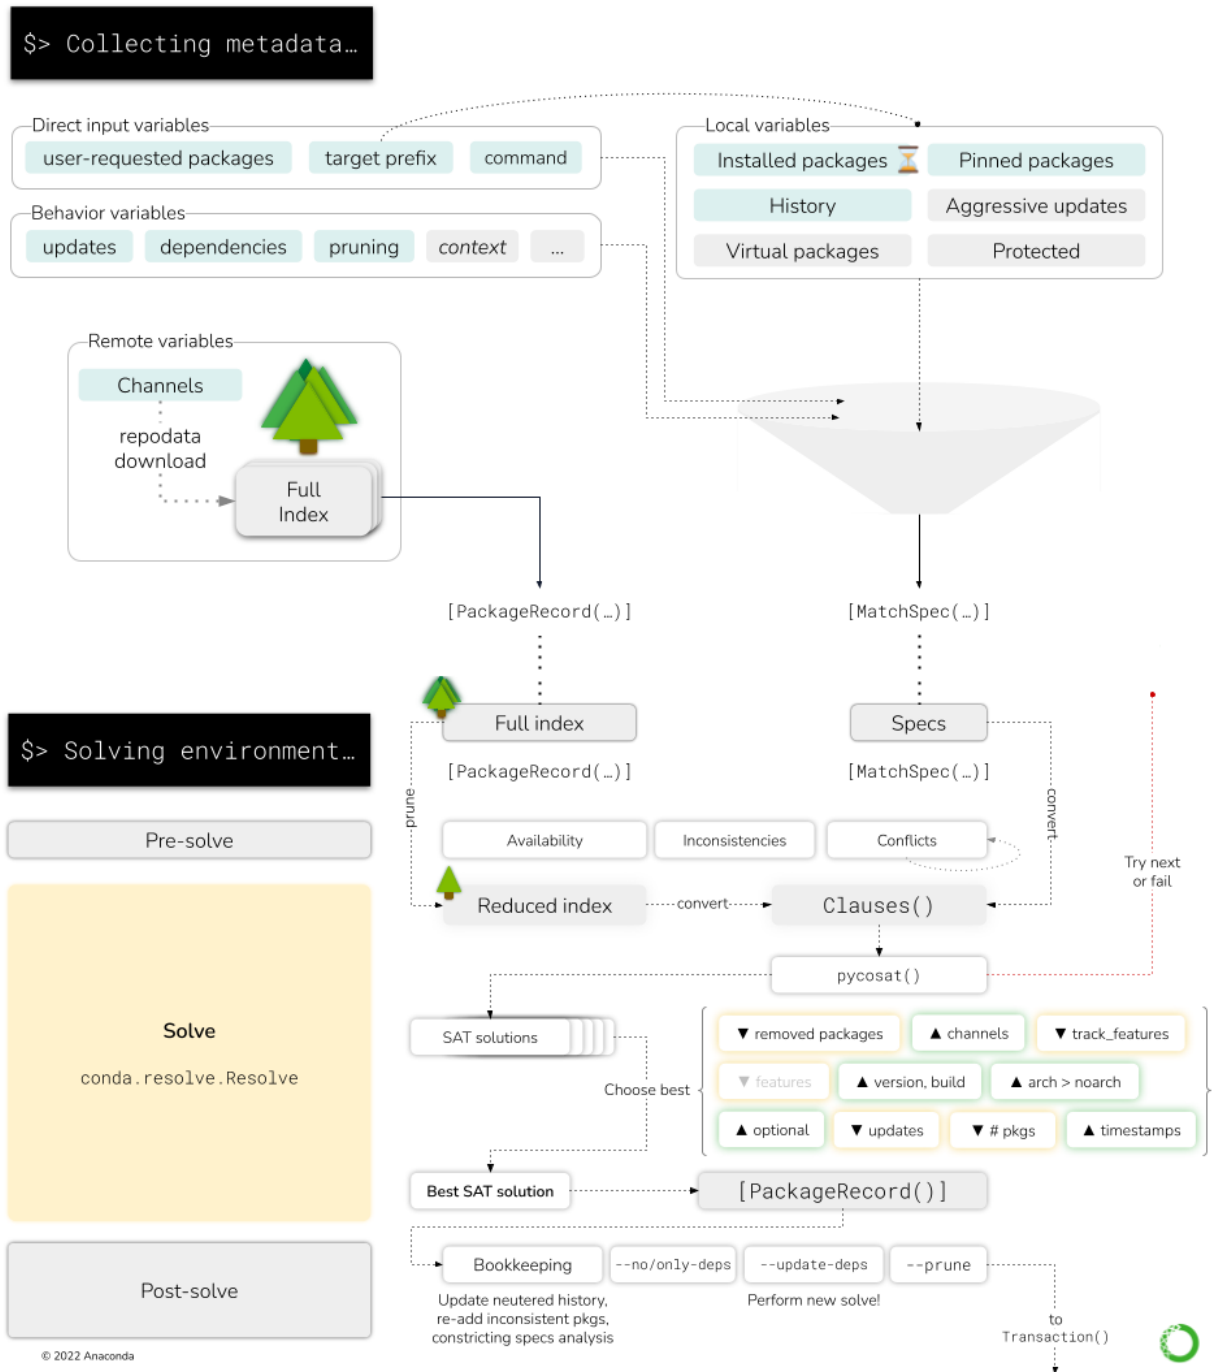 $> Collecting metadata…
Direct input variables
user-requested packages
target prefix
command
Local variables
Installed packages
Pinned packages
History
Aggressive updates
Virtual packages
Protected
Behavior variables
updates
dependencies
pruning
context
...
Remote variables
Channels
repodata
download
Full
Index
[PackageRecord(…)]
[MatchSpec(…)]
$> Solving environment…
Full index
Specs
[PackageRecord(…)]
[MatchSpec(…)]
prune
convert
Pre-solve
Availability
Inconsistencies
Conflicts
Try next
or fail
Reduced index
convert
Clauses()
pycosat()
Solve
conda.resolve.Resolve
SAT solutions
Choose best
▼ removed packages
▲ channels
▼ track_features
▼ features
▲ version, build
▲ arch > noarch
▲ optional
▼ updates
▼ # pkgs
▲ timestamps
Best SAT solution
[PackageRecord()]
Post-solve
Bookkeeping
--no/only-deps
--update-deps
--prune
Update neutered history,
re-add inconsistent pkgs,
constricting specs analysis
Perform new solve!
to
Transaction()
© 2022 Anaconda